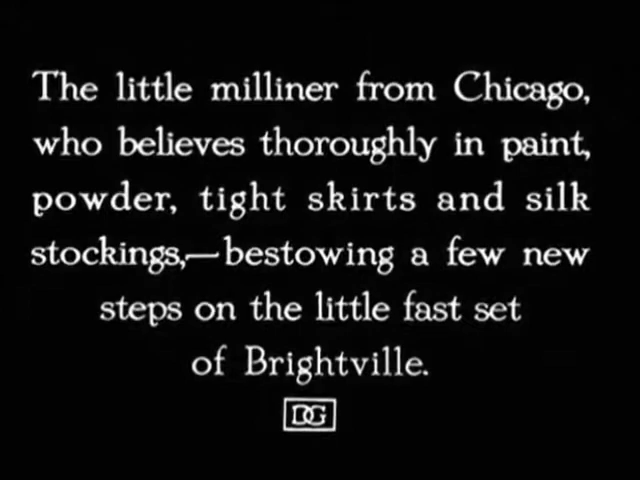 The little milliner from Chicago,
who believes thoroughly in paint,
powder, tight skirts and silk
stockings,—bestowing a few new
steps on the little fast set
of Brightville.
DG